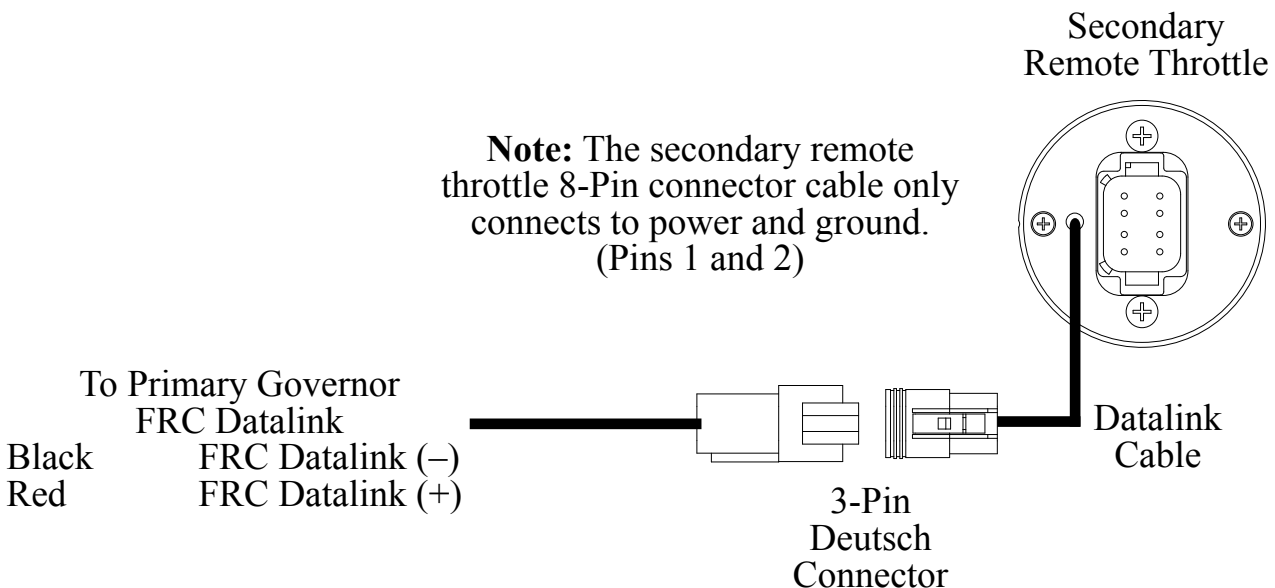 Secondary
Remote Throttle
Note: The secondary remote
throttle 8-Pin connector cable only
connects to power and ground.
(Pins 1 and 2)
To Primary Governor
FRC Datalink
Black FRC Datalink (–)
Red FRC Datalink (+)
Datalink
Cable
3-Pin
Deutsch
Connector